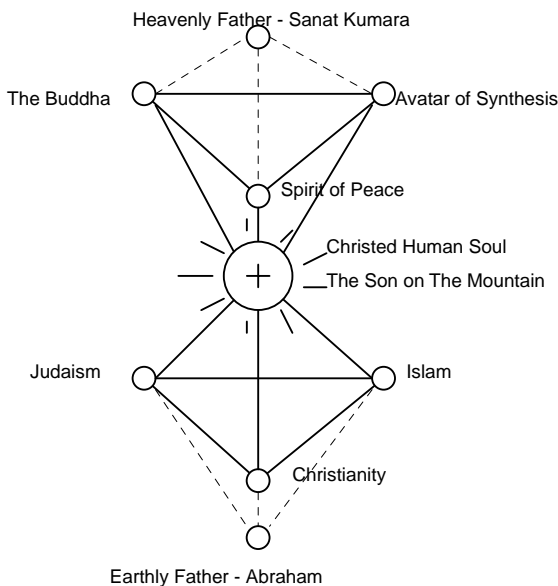 Heavenly Father - Sanat Kumara
The Buddha
Avatar of Synthesis
Spirit of Peace
Christed Human Soul
The Son on The Mountain
Judaism
Islam
Christianity
Earthly Father - Abraham